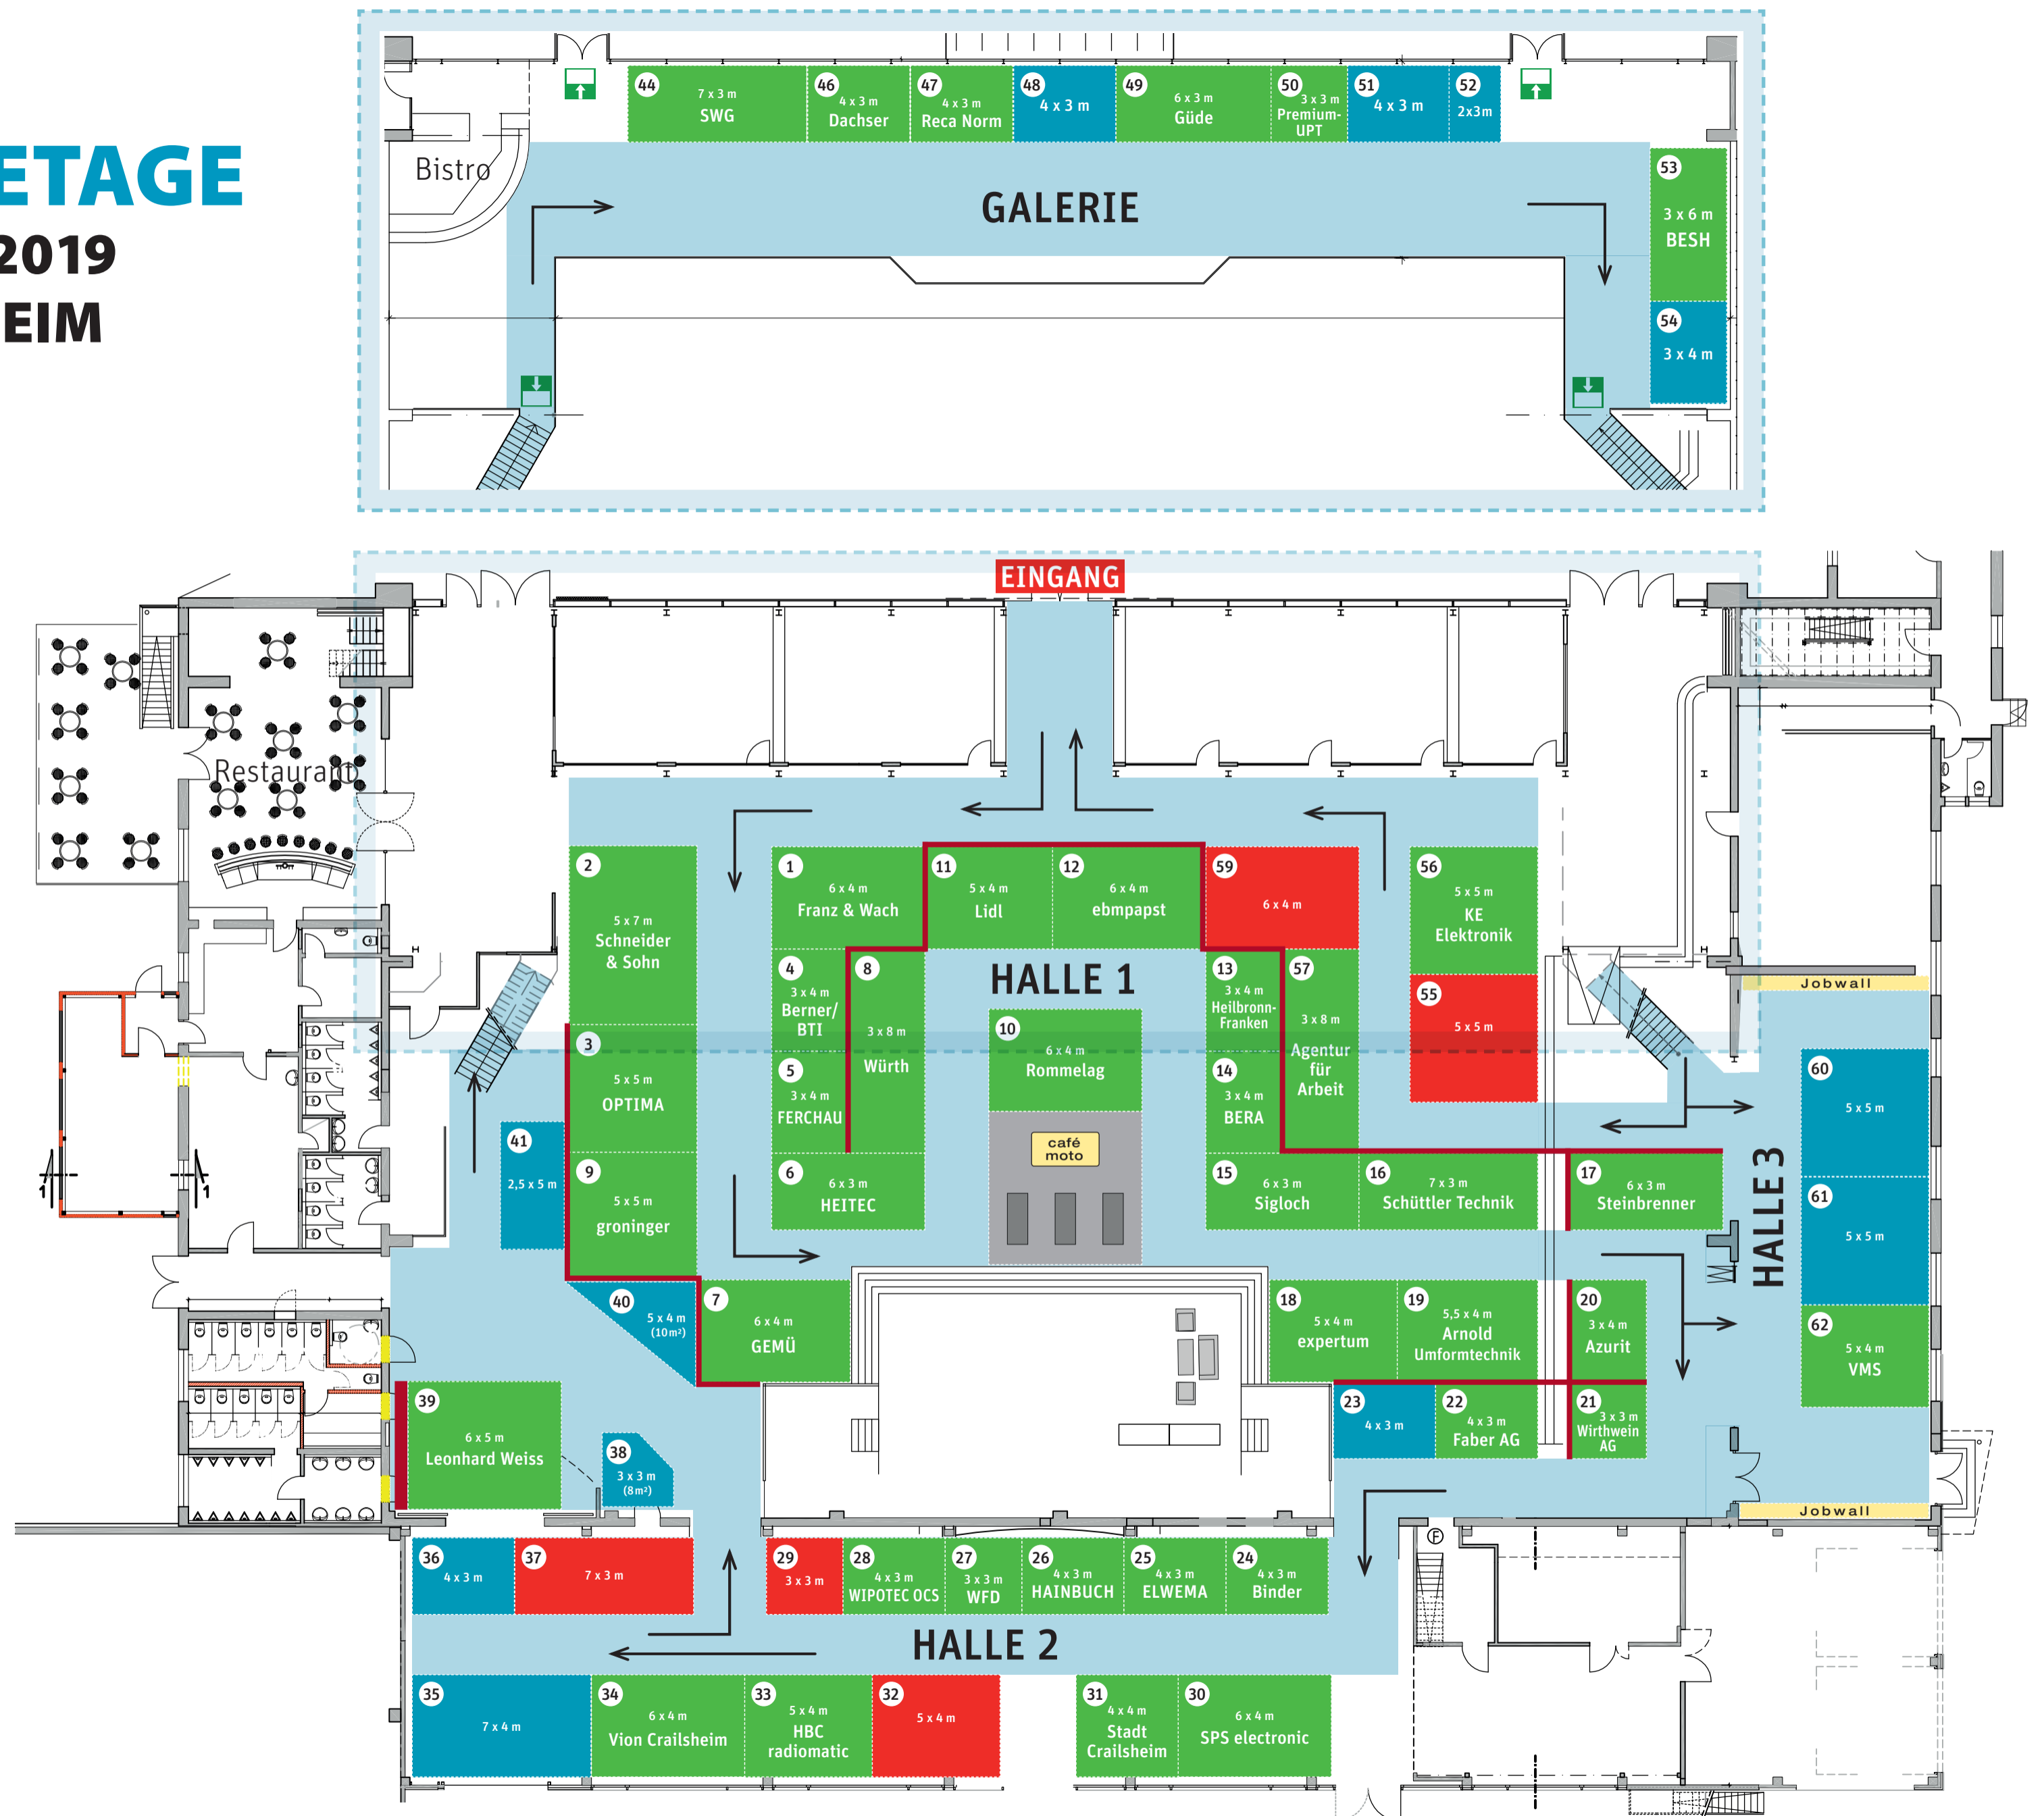 ETAGE
2019
EIM
44
7 x 3 m
SWG
46
4 x 3 m
Dachser
47
4 x 3 m
Reca Norm
48
4 x 3 m
49
6 x 3 m
Güde
50
3 x 3 m
Premium-
UPT
51
4 x 3 m
52
2x3m
Bistro
GALERIE
53
3 x 6 m
BESH
54
3 x 4 m
EINGANG
Restaurant
2
5 x 7 m
Schneider
& Sohn
1
6 x 4 m
Franz & Wach
11
5 x 4 m
Lidl
12
6 x 4 m
ebmpapst
59
6 x 4 m
56
5 x 5 m
KE
Elektronik
4
3 x 4 m
Berner/
BTI
8
3 x 8 m
Würth
HALLE 1
13
3 x 4 m
Heilbronn-
Franken
57
3 x 8 m
Agentur
für
Arbeit
55
5 x 5 m
Jobwall
3
5 x 5 m
OPTIMA
5
3 x 4 m
FERCHAU
10
6 x 4 m
Rommelag
14
3 x 4 m
BERA
60
5 x 5 m
41
2,5 x 5 m
9
5 x 5 m
groninger
6
6 x 3 m
HEITEC
café
moto
15
6 x 3 m
Sigloch
16
7 x 3 m
Schüttler Technik
17
6 x 3 m
Steinbrenner
HALLE 3
61
5 x 5 m
1
1
40
5 x 4 m
(10m²)
7
6 x 4 m
GEMÜ
18
5 x 4 m
expertum
19
5,5 x 4 m
Arnold
Umformtechnik
20
3 x 4 m
Azurit
62
5 x 4 m
VMS
39
6 x 5 m
Leonhard Weiss
38
3 x 3 m
(8m²)
23
4 x 3 m
22
4 x 3 m
Faber AG
21
3 x 3 m
Wirthwein
AG
Jobwall
F
36
4 x 3 m
37
7 x 3 m
29
3 x 3 m
28
4 x 3 m
WIPOTEC OCS
27
3 x 3 m
WFD
26
4 x 3 m
HAINBUCH
25
4 x 3 m
ELWEMA
24
4 x 3 m
Binder
HALLE 2
35
7 x 4 m
34
6 x 4 m
Vion Crailsheim
33
5 x 4 m
HBC
radiomatic
32
5 x 4 m
31
4 x 4 m
Stadt
Crailsheim
30
6 x 4 m
SPS electronic